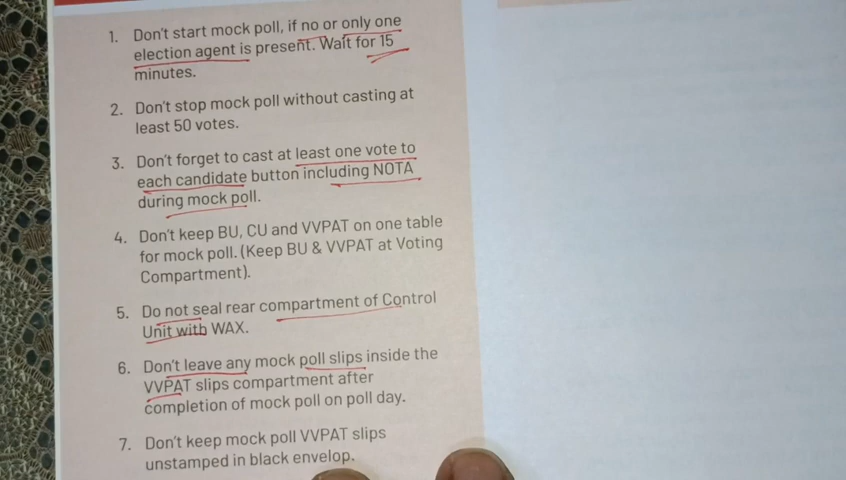 1. Don't start mock poll, if no or only one
election agent is present. Wait for 15
minutes.
2. Don't stop mock poll without casting at
least 50 votes.
3. Don't forget to cast at least one vote to
each candidate button including NOTA
during mock poll.
4. Don't keep BU, CU and VVPAT on one table
for mock poll. (Keep BU & VVPAT at Voting
Compartment).
5. Do not seal rear compartment of Control
Unit with WAX.
6. Don't leave any mock poll slips inside the
VVPAT slips compartment after
completion of mock poll on poll day.
7. Don't keep mock poll VVPAT slips
unstamped in black envelop.